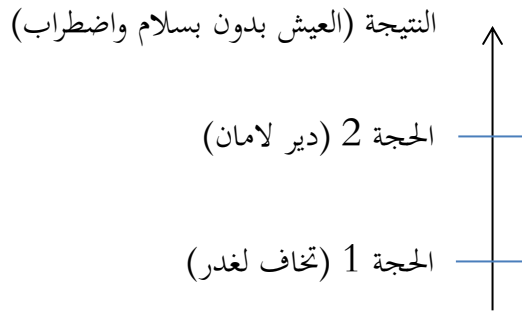 النتيجة (العيش بدون بسلام واضطراب)
الحجة 2 (دير لامان)
الحجة 1 (تخاف لغدر)